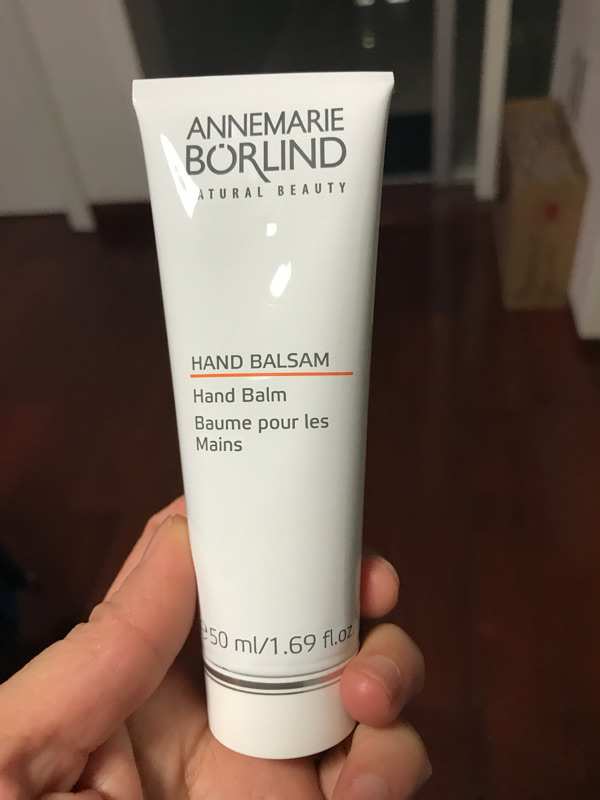 ANNEMARIE
BÖRLIND
NATURAL BEAUTY
HAND BALSAM
Hand Balm
Baume pour les
Mains
℮50 ml/1.69 fl.oz.